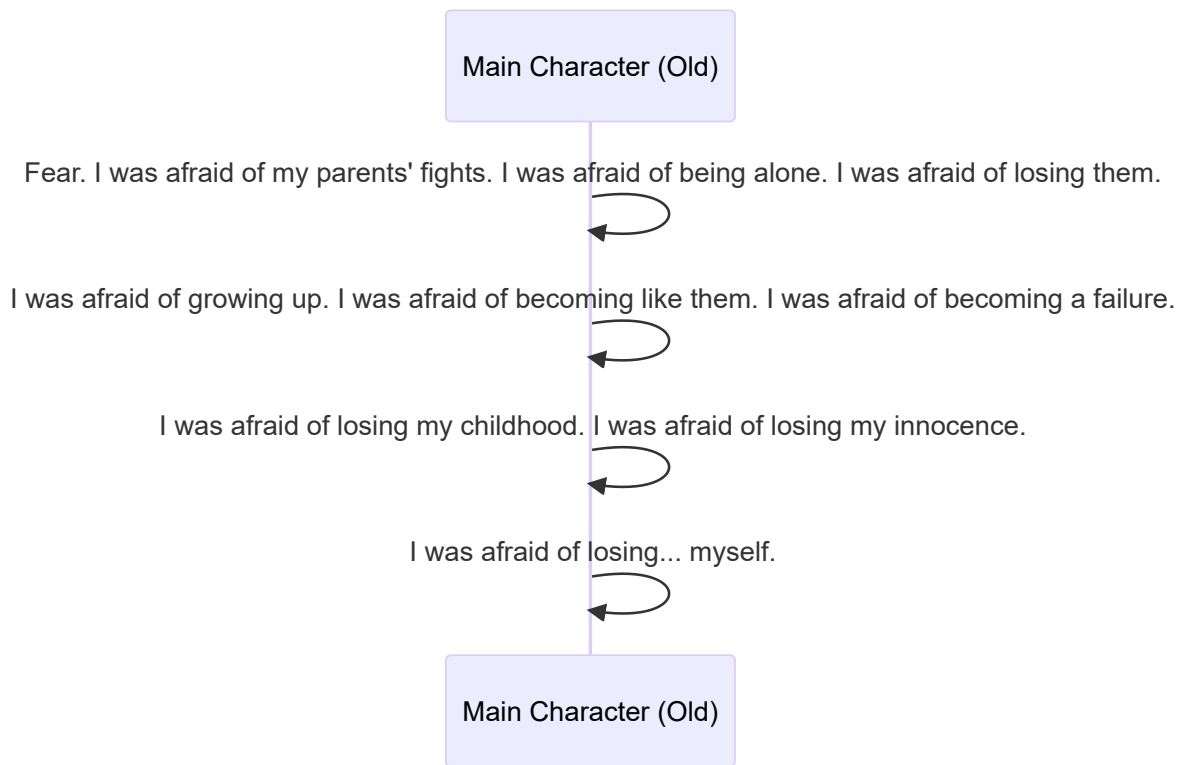 Main Character (Old)
Fear. I was afraid of my parents' fights. I was afraid of being alone. I was afraid of losing them.
I was afraid of growing up. I was afraid of becoming like them. I was afraid of becoming a failure.
I was afraid of losing my childhood. I was afraid of losing my innocence.
I was afraid of losing... myself.
Main Character (Old)